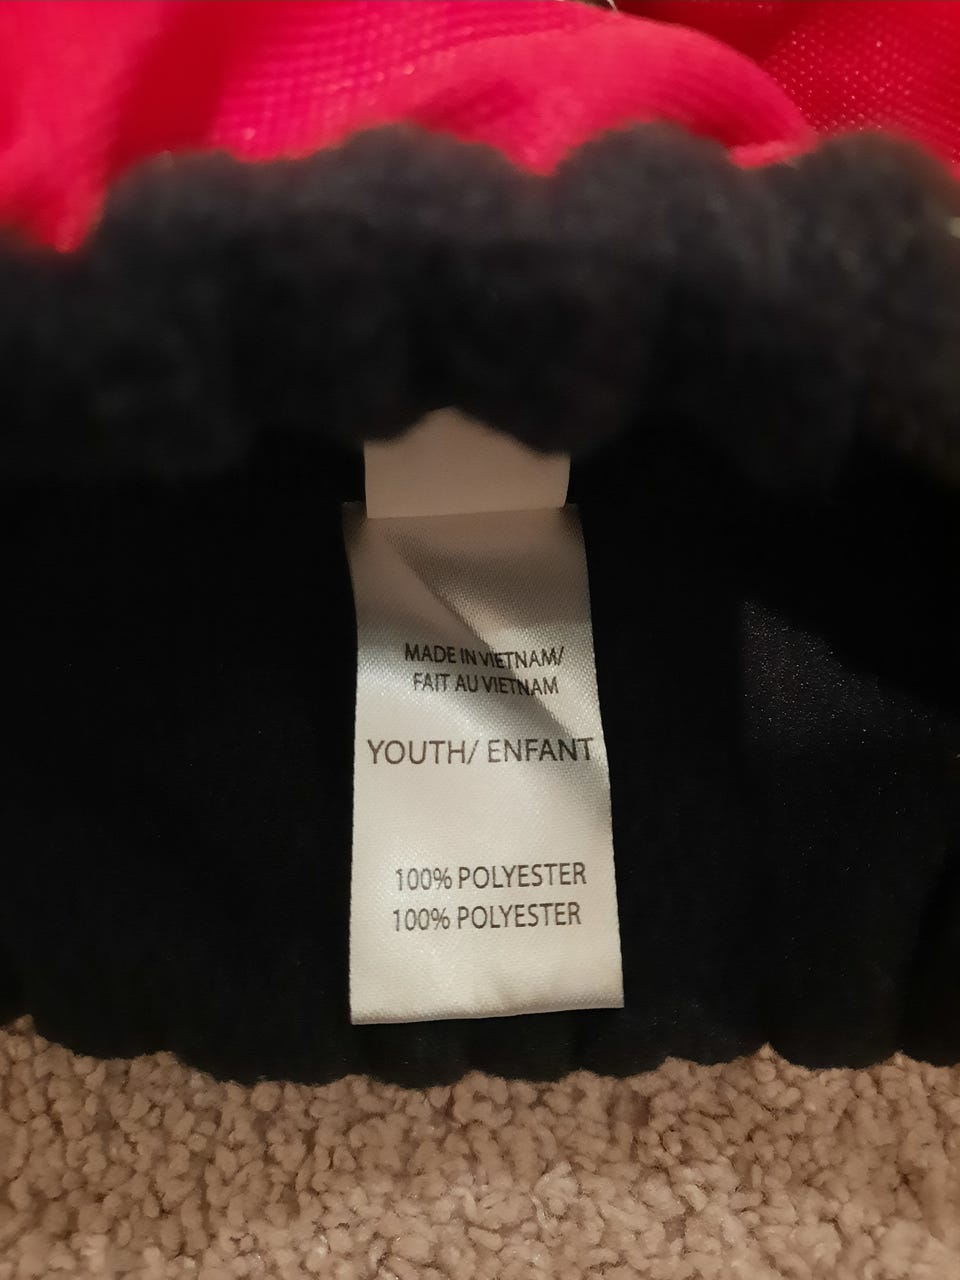 MADE IN VIETNAM/
FAIT AU VIETNAM
YOUTH/ ENFANT
100% POLYESTER
100% POLYESTER